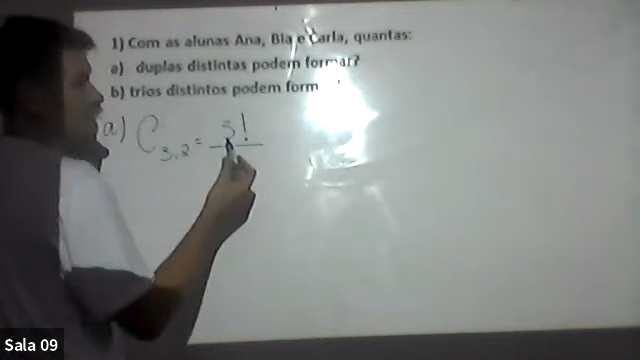 1) Com as alunas Ana, Bia e Carla, quantas:
a) duplas distintas podem formar?
b) trios distintos podem form
a) C3,2 = 3!
Sala 09